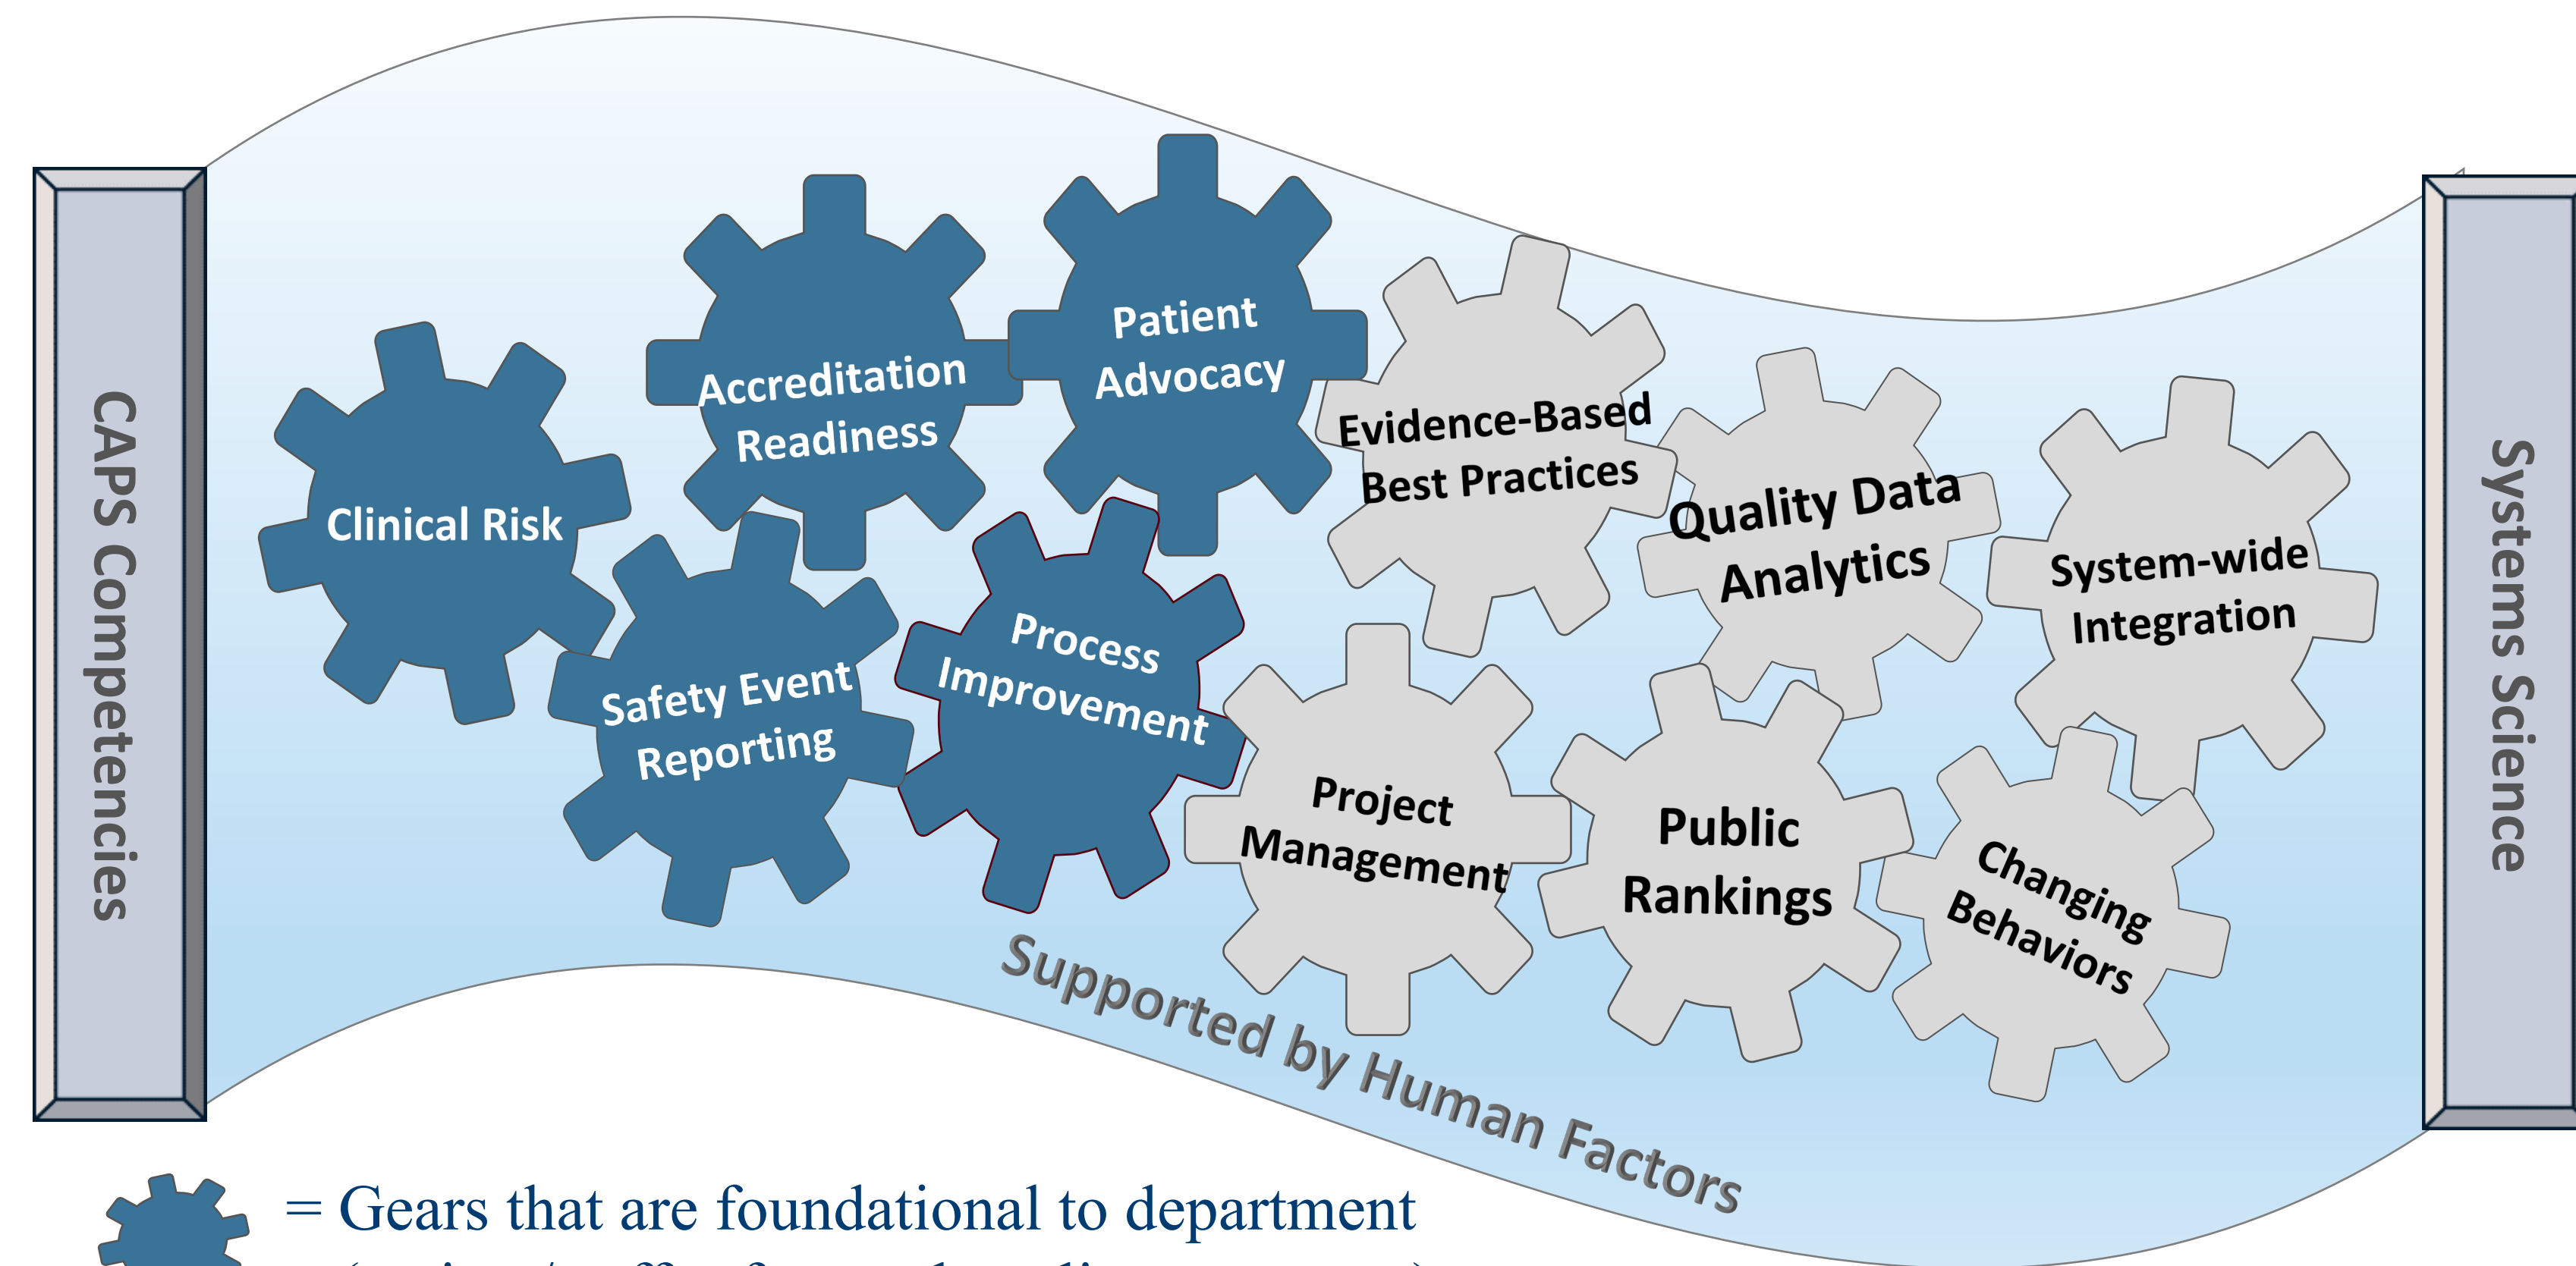 CAPS Competencies
Clinical Risk
Accreditation
Readiness
Patient
Advocacy
Safety Event
Reporting
Process
Improvement
Evidence-Based
Best Practices
Quality Data
Analytics
System-wide
Integration
Project
Management
Public
Rankings
Changing
Behaviors
Systems Science
Supported by Human Factors
= Gears that are foundational to department